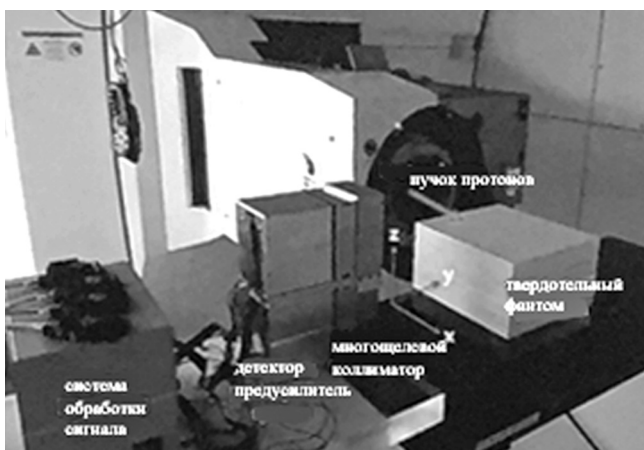 пучок протонов
z
y
твердотельный
фантом
x
многощелевой
коллиматор
детектор
предусилитель
система
обработки
сигнала